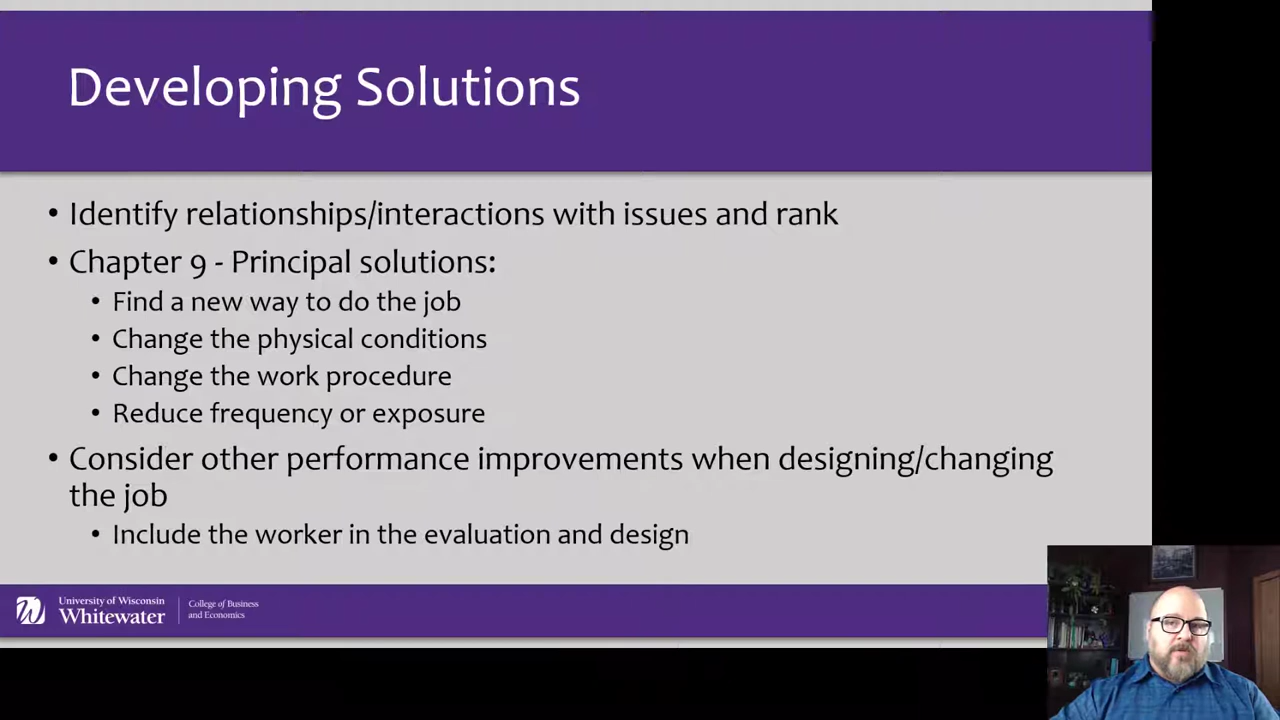 Developing Solutions
• Identify relationships/interactions with issues and rank
• Chapter 9 - Principal solutions:
• Find a new way to do the job
• Change the physical conditions
• Change the work procedure
• Reduce frequency or exposure
• Consider other performance improvements when designing/changing
the job
• Include the worker in the evaluation and design
University of Wisconsin
Whitewater
College of Business
and Economics